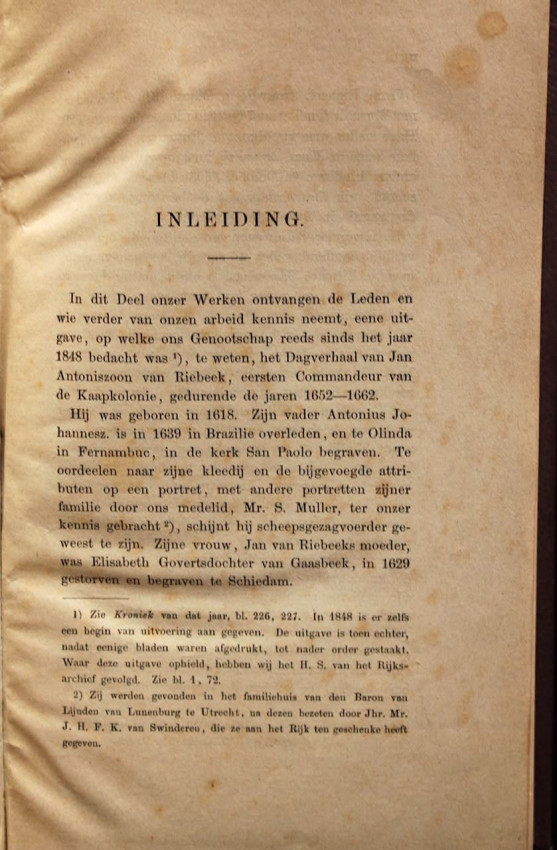 INLEIDING.
In dit Deel onzer Werken ontvangen de Leden en
wie verder van onzen arbeid kennis neemt, eene uit-
gave, op welke ons Genootschap reeds sinds het jaar
1848 bedacht was ¹), te weten, het Dagverhaal van Jan
Antoniszoon van Riebeek, eersten Commandeur van
de Kaapkolonie, gedurende de jaren 1652—1662.
Hij was geboren in 1618. Zijn vader Antonius Jo-
hannesz. is in 1639 in Brazilie overleden, en te Olinda
in Fernambuc, in de kerk San Paolo begraven. Te
oordeelen naar zijne kleedij en de bijgevoegde attri-
buten op een portret, met andere portretten zijner
familie door ons medelid, Mr. S. Muller, ter onzer
kennis gebracht ²), schijnt hij scheepsgezagvoerder ge-
weest te zijn. Zijne vrouw, Jan van Riebeeks moeder,
was Elisabeth Govertsdochter van Gaasbeek, in 1629
gestorven en begraven te Schiedam.
1) Zie Kroniek van dat jaar, bl. 226, 227. In 1848 is er zelfs
een begin van uitvoering aan gegeven. De uitgave is toen echter,
nadat eenige bladen waren afgedrukt, tot nader order gestaakt.
Waar deze uitgave ophield, hebben wij het H. S. van het Rijks-
archief gevolgd. Zie bl. 1, 72.
2) Zij werden gevonden in het familiehuis van den Baron van
Lijnden van Lunenburg te Utrecht, na dezen bezeten door Jhr. Mr.
J. H. F. K. van Swinderen, die ze aan het Rijk ten geschenke heeft
gegeven.